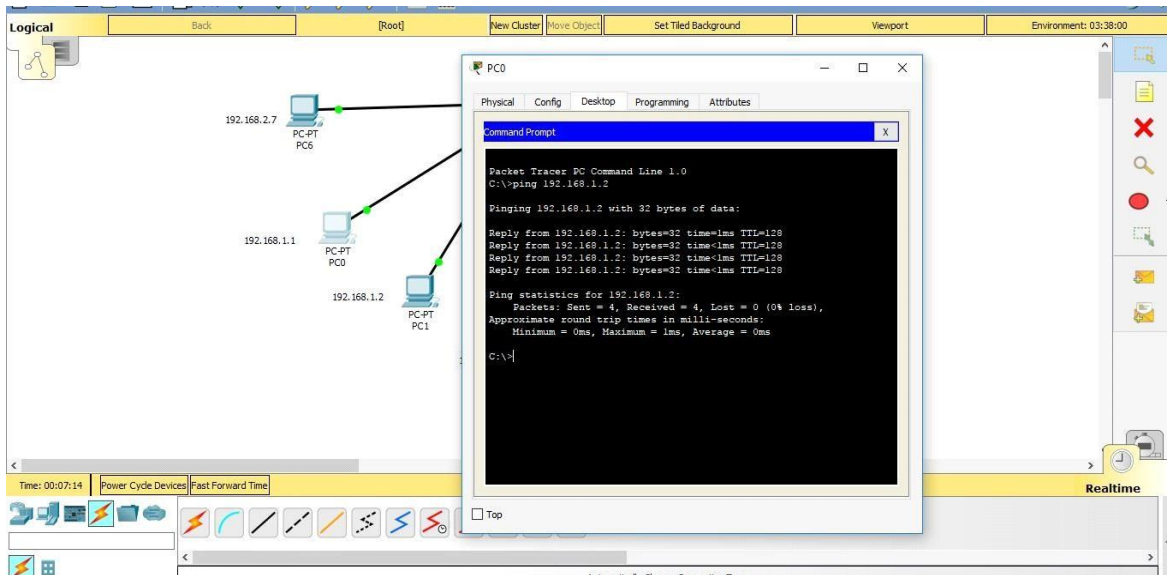 Logical
Back
[Root]
New Cluster
Move Object
Set Tiled Background
Viewport
Environment: 03:38:00
PC0
Physical Config Desktop Programming Attributes
Command Prompt
X
Packet Tracer PC Command Line 1.0
C:\>ping 192.168.1.2
Pinging 192.168.1.2 with 32 bytes of data:
Reply from 192.168.1.2: bytes=32 time=1ms TTL=128
Reply from 192.168.1.2: bytes=32 time<1ms TTL=128
Reply from 192.168.1.2: bytes=32 time<1ms TTL=128
Reply from 192.168.1.2: bytes=32 time<1ms TTL=128
Ping statistics for 192.168.1.2:
Packets: Sent = 4, Received = 4, Lost = 0 (0% loss),
Approximate round trip times in milli-seconds:
Minimum = 0ms, Maximum = 1ms, Average = 0ms
C:\>
Top
192.168.2.7
PC-PT
PC6
192.168.1.1
PC-PT
PC0
192.168.1.2
PC-PT
PC1
Time: 00:07:14
Power Cycle Devices
Fast Forward Time
Realtime